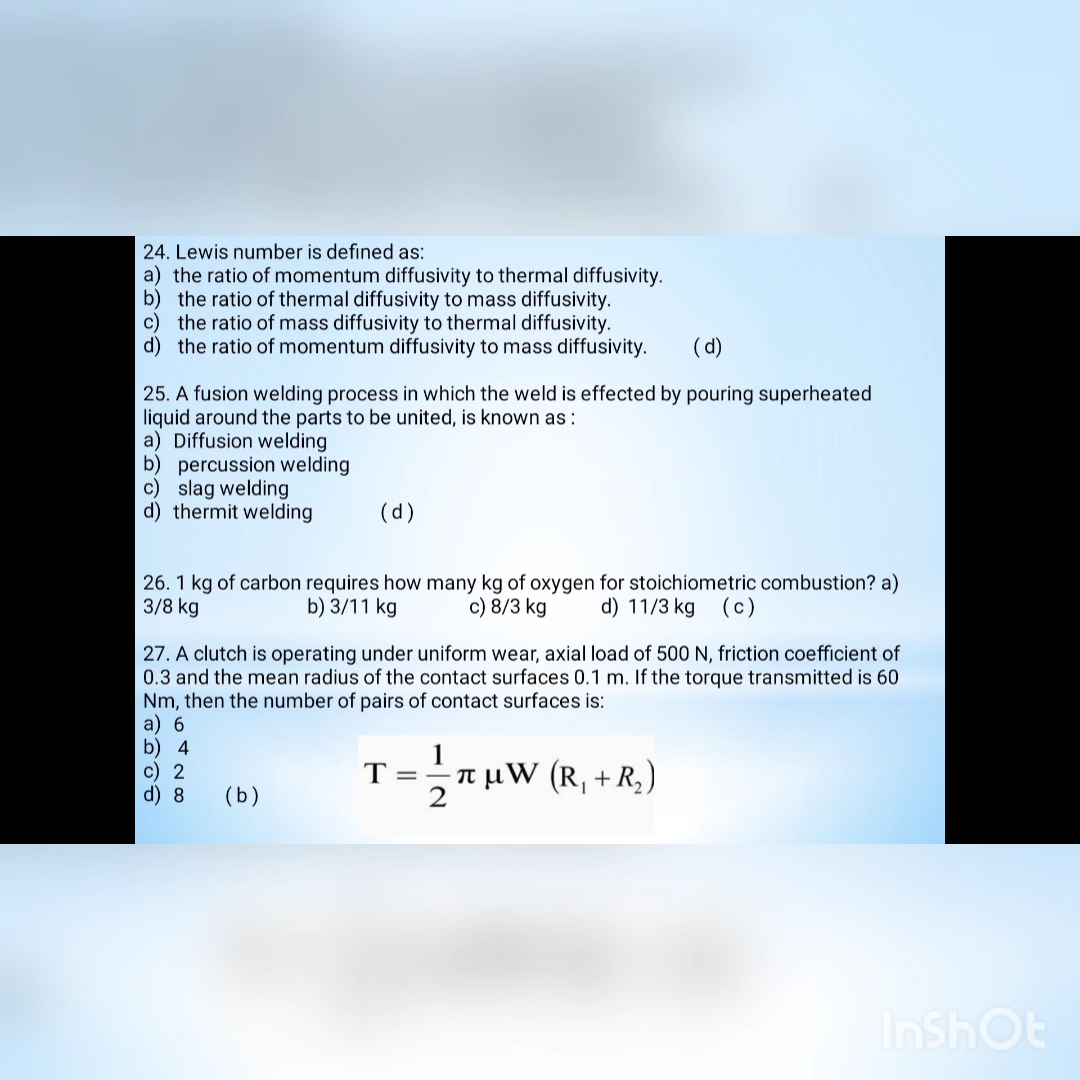 24. Lewis number is defined as:
a) the ratio of momentum diffusivity to thermal diffusivity.
b) the ratio of thermal diffusivity to mass diffusivity.
c) the ratio of mass diffusivity to thermal diffusivity.
d) the ratio of momentum diffusivity to mass diffusivity. ( d)
25. A fusion welding process in which the weld is effected by pouring superheated
liquid around the parts to be united, is known as :
a) Diffusion welding
b) percussion welding
c) slag welding
d) thermit welding ( d )
26. 1 kg of carbon requires how many kg of oxygen for stoichiometric combustion? a)
3/8 kg b) 3/11 kg c) 8/3 kg d) 11/3 kg ( c )
27. A clutch is operating under uniform wear, axial load of 500 N, friction coefficient of
0.3 and the mean radius of the contact surfaces 0.1 m. If the torque transmitted is 60
Nm, then the number of pairs of contact surfaces is:
a) 6
b) 4
c) 2
d) 8 ( b )
T = 1/2 π μW (R₁ + R₂)
InShOt